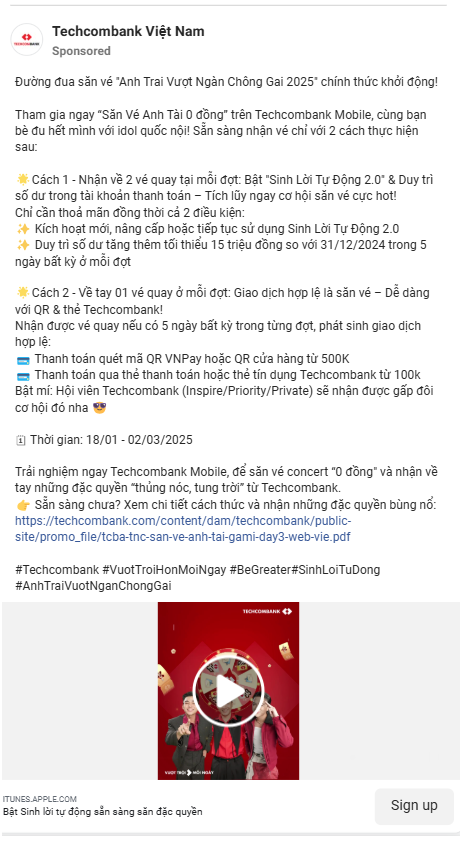 Techcombank Việt Nam
Sponsored
Đường đua săn vé "Anh Trai Vượt Ngàn Chông Gai 2025" chính thức khởi động!
Tham gia ngay “Săn Vé Anh Tài 0 đồng” trên Techcombank Mobile, cùng bạn
bè đu hết mình với idol quốc nội! Sẵn sàng nhận vé chỉ với 2 cách thực hiện
sau:
🌟Cách 1 - Nhận về 2 vé quay tại mỗi đợt: Bật "Sinh Lời Tự Động 2.0" & Duy trì
số dư trong tài khoản thanh toán – Tích lũy ngay cơ hội săn vé cực hot!
Chỉ cần thoả mãn đồng thời cả 2 điều kiện:
✨ Kích hoạt mới, nâng cấp hoặc tiếp tục sử dụng Sinh Lời Tự Động 2.0
✨ Duy trì số dư tăng thêm tối thiểu 15 triệu đồng so với 31/12/2024 trong 5
ngày bất kỳ ở mỗi đợt
🌟Cách 2 - Về tay 01 vé quay ở mỗi đợt: Giao dịch hợp lệ là săn vé – Dễ dàng
với QR & thẻ Techcombank!
Nhận được vé quay nếu có 5 ngày bất kỳ trong từng đợt, phát sinh giao dịch
hợp lệ:
💳 Thanh toán quét mã QR VNPay hoặc QR cửa hàng từ 500K
💳 Thanh toán qua thẻ thanh toán hoặc thẻ tín dụng Techcombank từ 100k
Bật mí: Hội viên Techcombank (Inspire/Priority/Private) sẽ nhận được gấp đôi
cơ hội đó nha 😎
🗓 Thời gian: 18/01 - 02/03/2025
Trải nghiệm ngay Techcombank Mobile, để săn vé concert “0 đồng" và nhận về
tay những đặc quyền “thủng nóc, tung trời” từ Techcombank.
👉 Sẵn sàng chưa? Xem chi tiết cách thức và nhận những đặc quyền bùng nổ:
https://techcombank.com/content/dam/techcombank/public-
site/promo_file/tcba-tnc-san-ve-anh-tai-gami-day3-web-vie.pdf
#Techcombank #VuotTroiHonMoiNgay #BeGreater#SinhLoiTuDong
#AnhTraiVuotNganChongGai
TECHCOMBANK
VƯỢT TRỘI MỖI NGÀY
ITUNES.APPLE.COM
Bật Sinh lời tự động sẵn sàng săn đặc quyền
Sign up